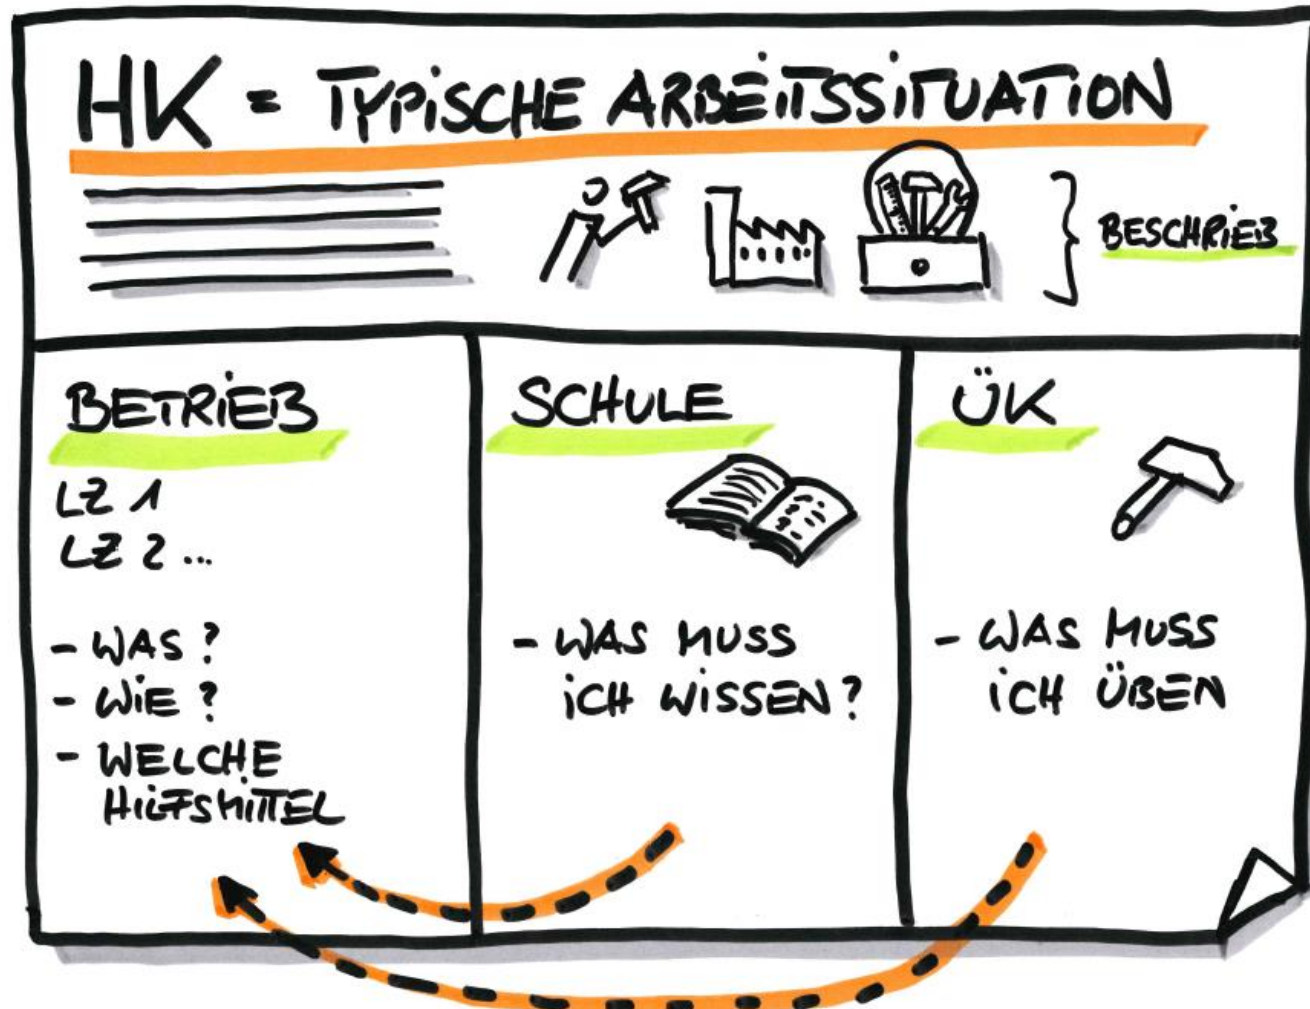 HK = TYPISCHE ARBEITSSITUATION
BESCHRIEB
BETRIEB
LZ 1
LZ 2 ...
- WAS?
- WIE?
- WELCHE
HILFSMITTEL
SCHULE
- WAS MUSS
ICH WISSEN?
ÜK
- WAS MUSS
ICH ÜBEN